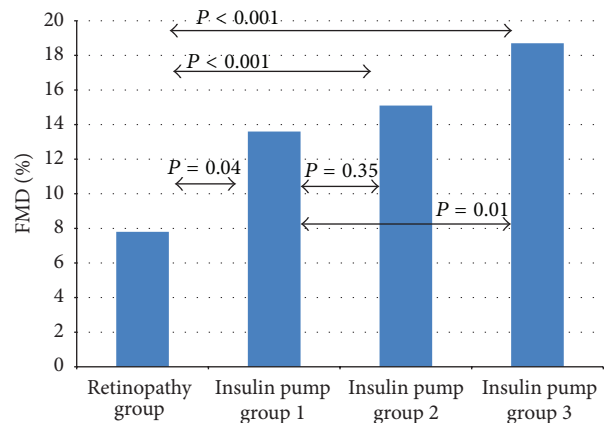 20
18
16
14
12
10
8
6
4
2
0
FMD (%)
P < 0.001
P < 0.001
P = 0.04
P = 0.35
P = 0.01
Retinopathy
group
Insulin pump
group 1
Insulin pump
group 2
Insulin pump
group 3